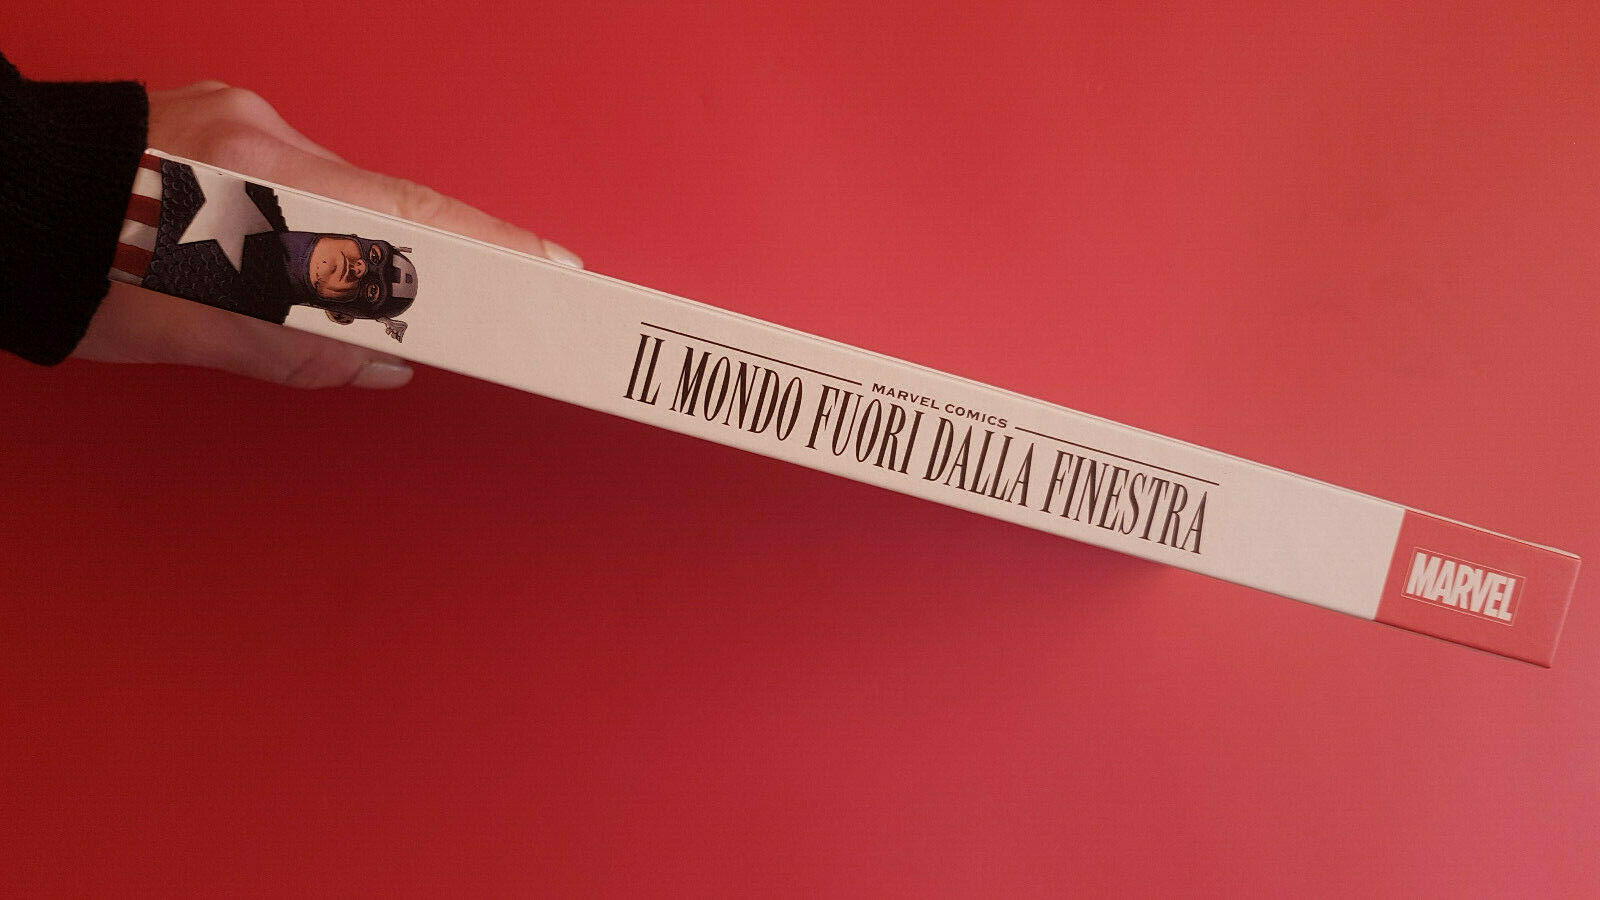 MARVEL COMICS
IL MONDO FUORI DALLA FINESTRA
MARVEL